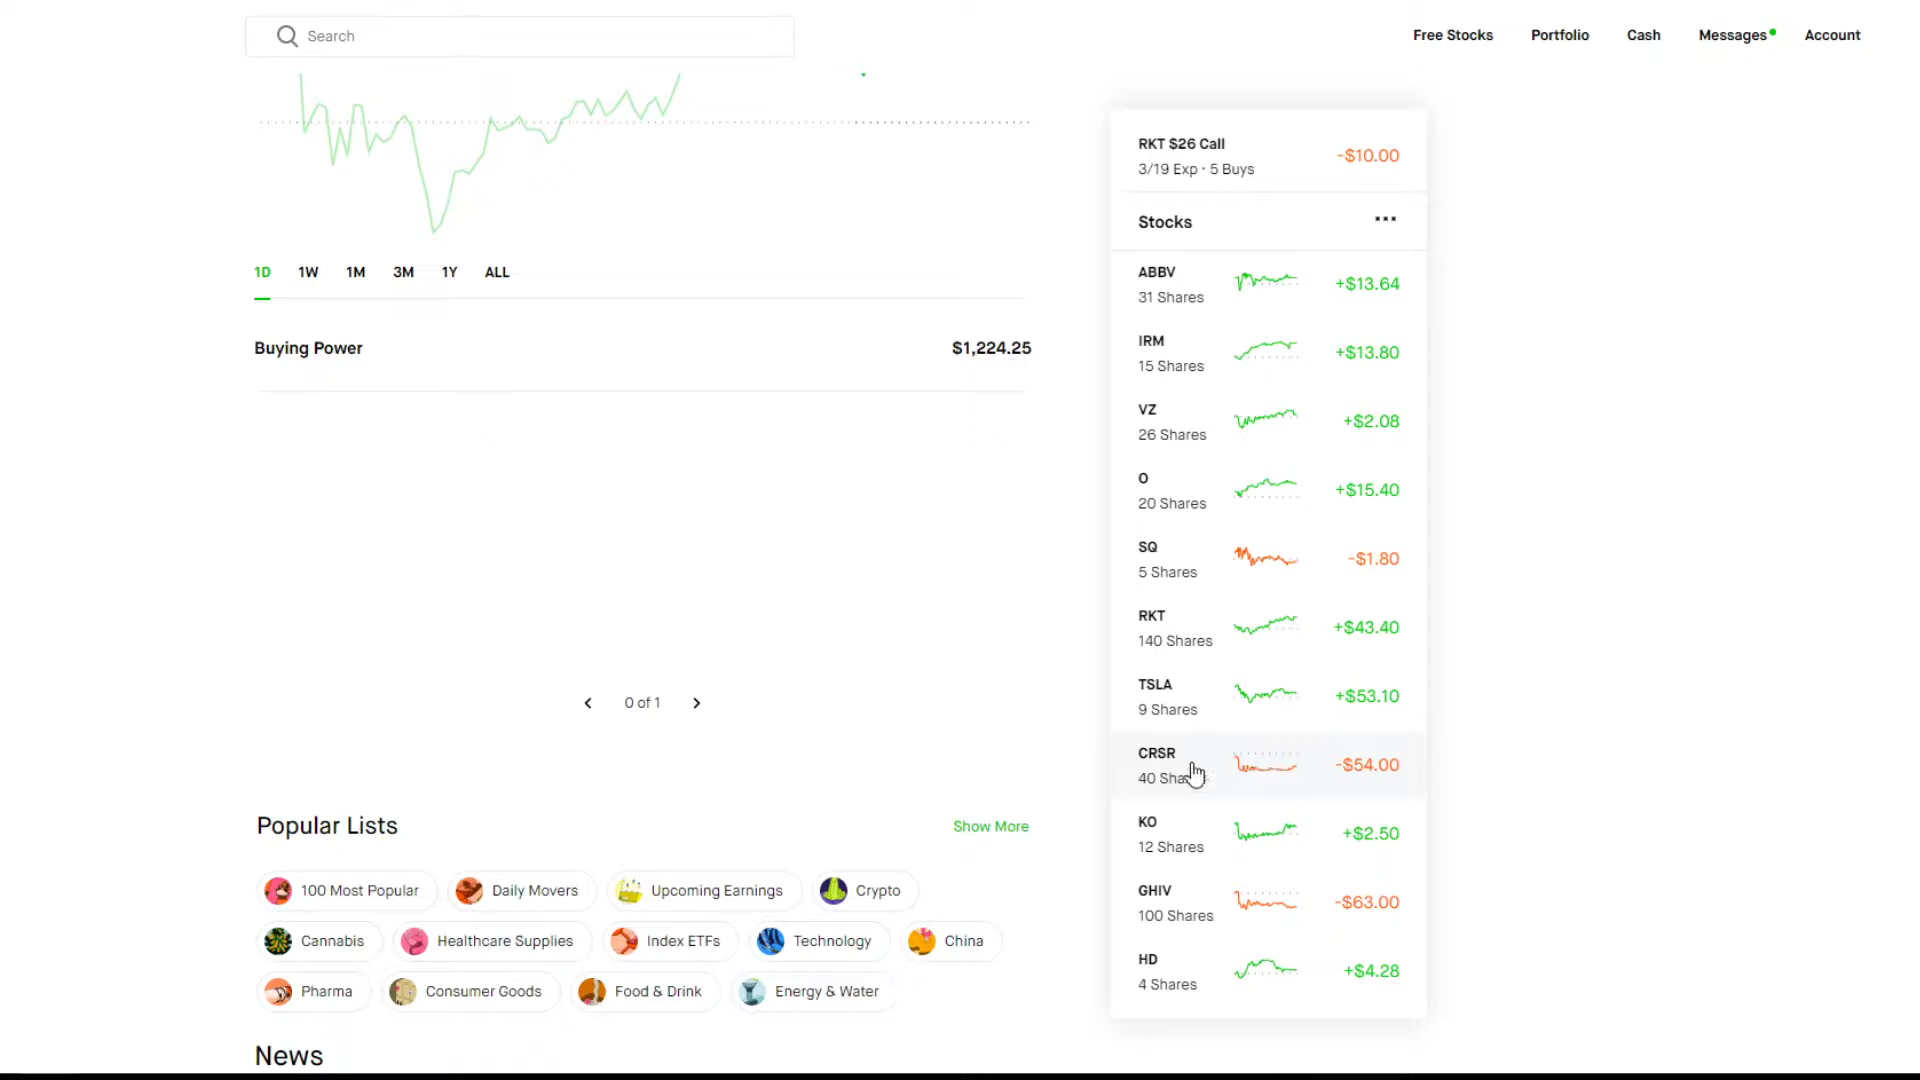 Search
Free Stocks
Portfolio
Cash
Messages
Account
1D
1W
1M
3M
1Y
ALL
Buying Power
$1,224.25
0 of 1
Popular Lists
Show More
100 Most Popular
Daily Movers
Upcoming Earnings
Crypto
Cannabis
Healthcare Supplies
Index ETFs
Technology
China
Pharma
Consumer Goods
Food & Drink
Energy & Water
News
RKT $26 Call
3/19 Exp · 5 Buys
-$10.00
Stocks
ABBV
31 Shares
+$13.64
IRM
15 Shares
+$13.80
VZ
26 Shares
+$2.08
O
20 Shares
+$15.40
SQ
5 Shares
-$1.80
RKT
140 Shares
+$43.40
TSLA
9 Shares
+$53.10
CRSR
40 Sha
-$54.00
KO
12 Shares
+$2.50
GHIV
100 Shares
-$63.00
HD
4 Shares
+$4.28